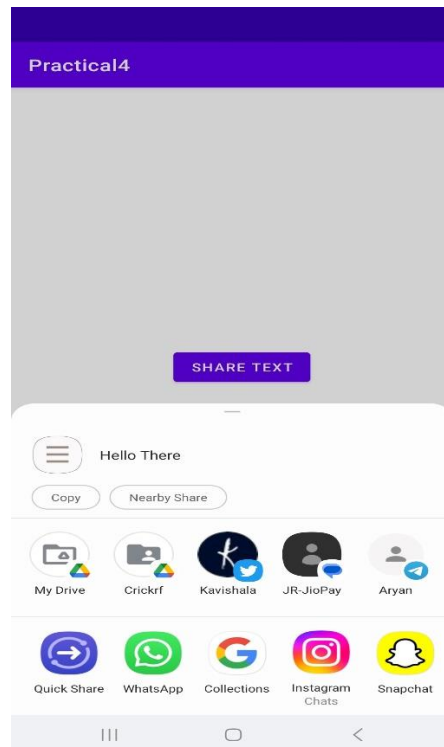 Practical4
SHARE TEXT
Hello There
Copy Nearby Share
My Drive Crickrf Kavishala JR-JioPay Aryan
Quick Share WhatsApp Collections Instagram Snapchat
Chats